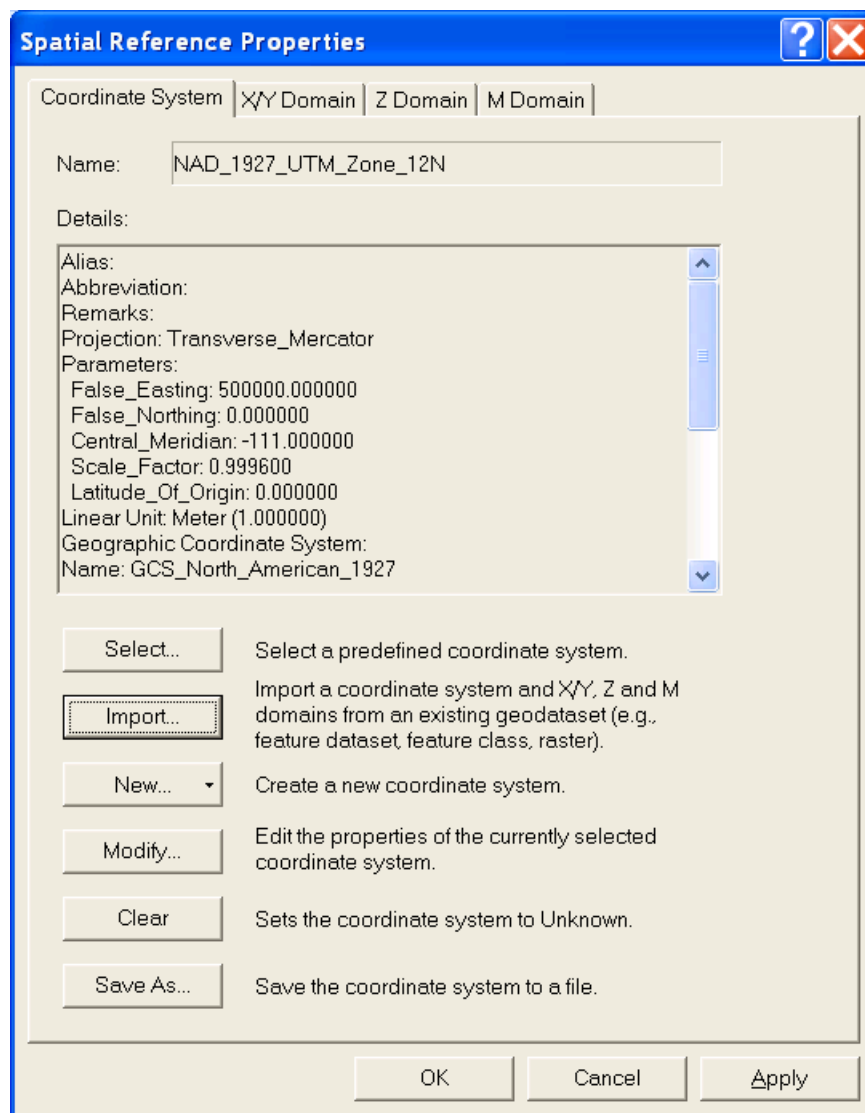 Spatial Reference Properties
Coordinate System
X/Y Domain
Z Domain
M Domain
Name:
NAD_1927_UTM_Zone_12N
Details:
Alias:
Abbreviation:
Remarks:
Projection: Transverse_Mercator
Parameters:
False_Easting: 500000.000000
False_Northing: 0.000000
Central_Meridian: -111.000000
Scale_Factor: 0.999600
Latitude_Of_Origin: 0.000000
Linear Unit: Meter (1.000000)
Geographic Coordinate System:
Name: GCS_North_American_1927
Select...
Select a predefined coordinate system.
Import...
Import a coordinate system and X/Y, Z and M
domains from an existing geodataset (e.g.,
feature dataset, feature class, raster).
New...
Create a new coordinate system.
Modify...
Edit the properties of the currently selected
coordinate system.
Clear
Sets the coordinate system to Unknown.
Save As...
Save the coordinate system to a file.
OK
Cancel
Apply